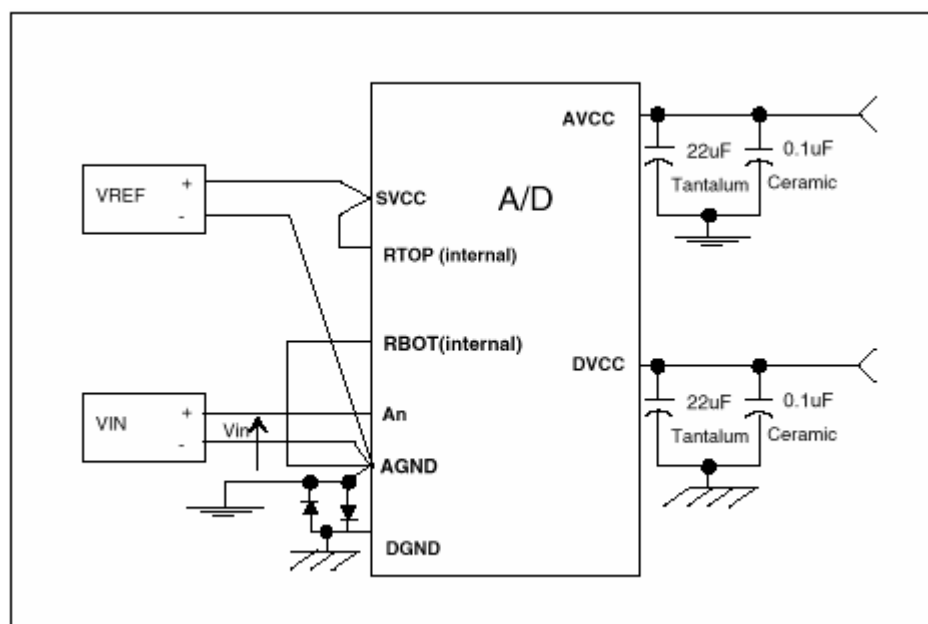 AVCC
22uF
0.1uF
Tantalum
Ceramic
VREF
+
-
SVCC
A/D
RTOP (internal)
RBOT(internal)
DVCC
22uF
0.1uF
Tantalum
Ceramic
VIN
+
-
Vin
An
AGND
DGND